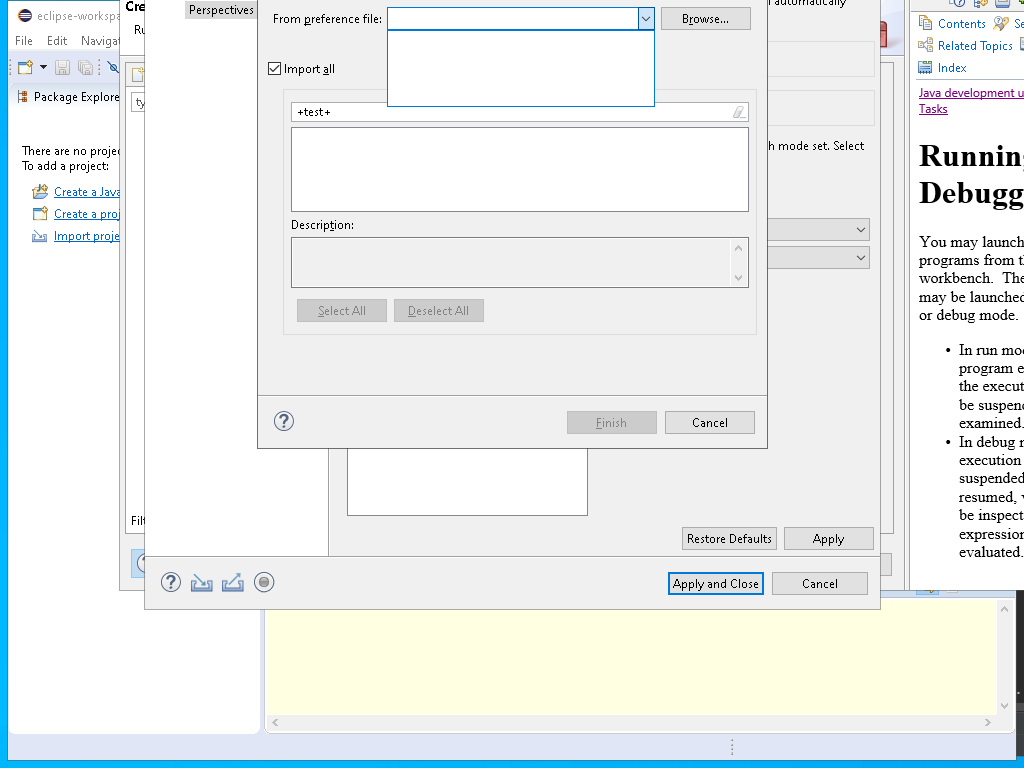 eclipse-workspa
File Edit Naviga
Package Explore
There are no projec
To add a project:
Create a Java
Create a proj
Import proje
Cre
Ru
ty
Filt
Perspectives
From preference file:
Browse...
Import all
+test+
Description:
Select All
Deselect All
Finish
Cancel
automatically
h mode set. Select
Restore Defaults
Apply
Apply and Close
Cancel
Contents
Se
Related Topics
Index
Java development u
Tasks
Running
Debugg
You may launch
programs from th
workbench. The
may be launched
or debug mode.
• In run mod
program e
the execut
be suspend
examined.
• In debug m
execution
suspended
resumed, v
be inspect
expression
evaluated.